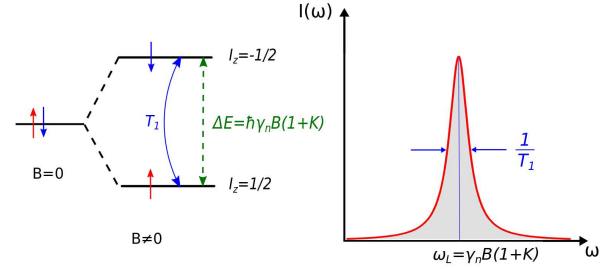 I(ω)
I_z=-1/2
T_1
ΔE=ħγ_nB(1+K)
1/T_1
B=0
I_z=1/2
B≠0
ω_L=γ_nB(1+K)
ω